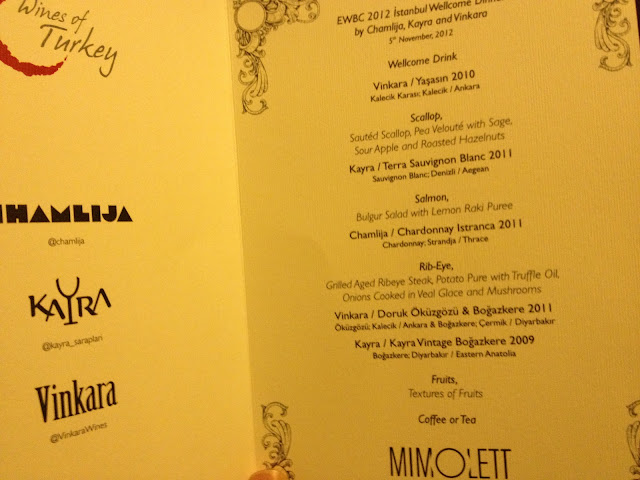 Wines of
Turkey
HAMLIJA
@chamlija
KAYRA
@kayra_saraplari
Vinkara
@VinkaraWines
EWBC 2012 İstanbul Wellcome Dinn
by Chamlija, Kayra and Vinkara
5th November, 2012
Wellcome Drink
Vinkara / Yaşasın 2010
Kalecik Karası; Kalecik / Ankara
Scallop,
Sautéd Scallop, Pea Velouté with Sage,
Sour Apple and Roasted Hazelnuts
Kayra / Terra Sauvignon Blanc 2011
Sauvignon Blanc; Denizli / Aegean
Salmon,
Bulgur Salad with Lemon Raki Puree
Chamlija / Chardonnay Istranca 2011
Chardonnay; Strandja / Thrace
Rib-Eye,
Grilled Aged Ribeye Steak, Potato Pure with Truffle Oil,
Onions Cooked in Veal Glace and Mushrooms
Vinkara / Doruk Öküzgözü & Boğazkere 2011
Öküzgözü; Kalecik / Ankara & Boğazkere; Çermik / Diyarbakır
Kayra / Kayra Vintage Boğazkere 2009
Boğazkere; Diyarbakır / Eastern Anatolia
Fruits,
Textures of Fruits
Coffee or Tea
MIMOLETT